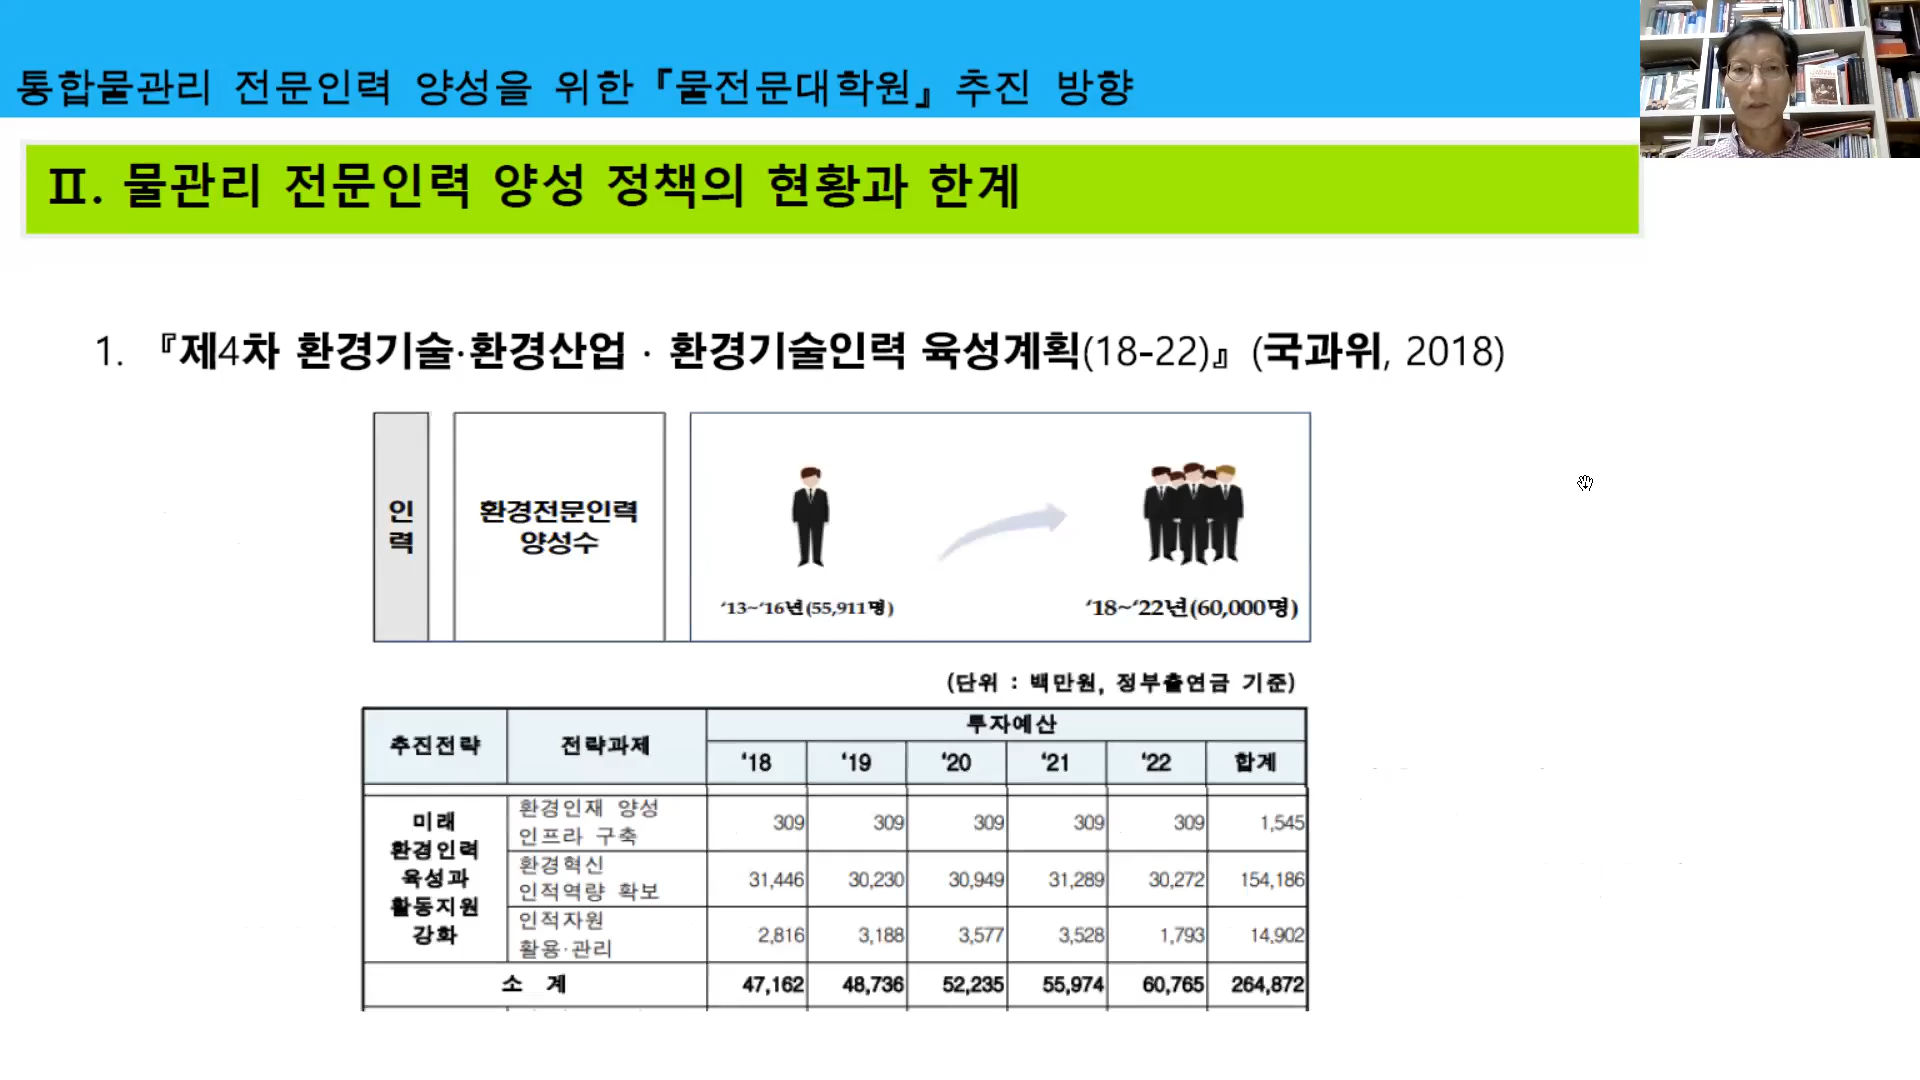 통합물관리 전문인력 양성을 위한『물전문대학원』추진 방향
Ⅱ. 물관리 전문인력 양성 정책의 현황과 한계
1. 『제4차 환경기술·환경산업 · 환경기술인력 육성계획(18-22)』(국과위, 2018)
인
력
환경전문인력
양성수
‘13~‘16년(55,911명)
‘18~‘22년(60,000명)
(단위 : 백만원, 정부출연금 기준)
추진전략 전략과제 투자예산
‘18 ‘19 ‘20 ‘21 ‘22 합계
미래
환경인력
육성과
활동지원
강화
환경인재 양성
인프라 구축
309 309 309 309 309 1,545
환경혁신
인적역량 확보
31,446 30,230 30,949 31,289 30,272 154,186
인적자원
활용·관리
2,816 3,188 3,577 3,528 1,793 14,902
소 계 47,162 48,736 52,235 55,974 60,765 264,872